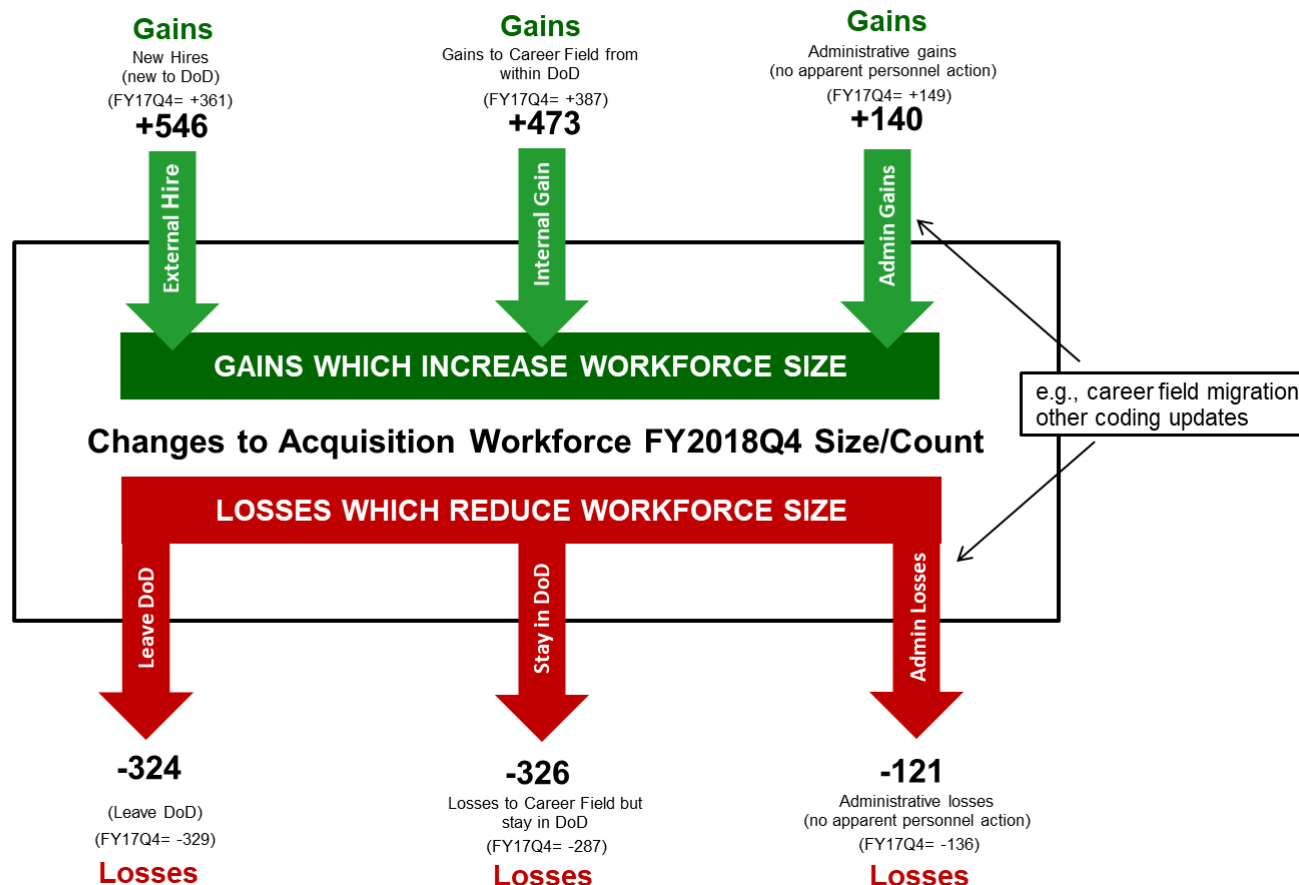 Gains
New Hires
(new to DoD)
(FY17Q4= +361)
+546
Gains
Gains to Career Field from
within DoD
(FY17Q4= +387)
+473
Gains
Administrative gains
(no apparent personnel action)
(FY17Q4= +149)
+140
External Hire
Internal Gain
Admin Gains
GAINS WHICH INCREASE WORKFORCE SIZE
e.g., career field migration
other coding updates
Changes to Acquisition Workforce FY2018Q4 Size/Count
LOSSES WHICH REDUCE WORKFORCE SIZE
Leave DoD
Stay in DoD
Admin Losses
-324
(Leave DoD)
(FY17Q4= -329)
Losses
-326
Losses to Career Field but
stay in DoD
(FY17Q4= -287)
Losses
-121
Administrative losses
(no apparent personnel action)
(FY17Q4= -136)
Losses